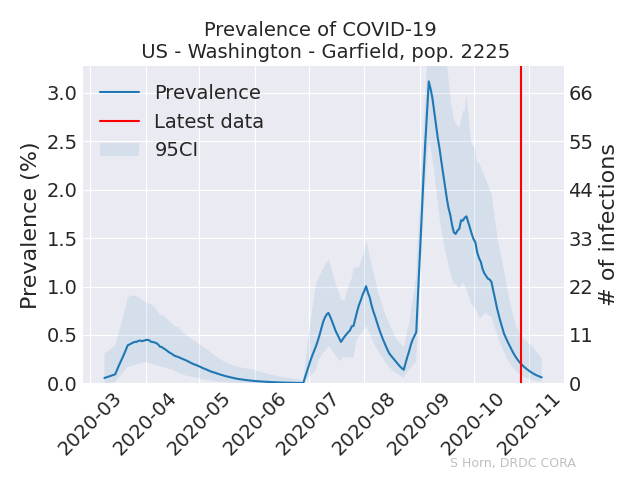 Prevalence of COVID-19
US - Washington - Garfield, pop. 2225
Prevalence
Latest data
95CI
Prevalence (%)
3.0
2.5
2.0
1.5
1.0
0.5
0.0
66
55
44
33
22
11
0
# of infections
2020-03
2020-04
2020-05
2020-06
2020-07
2020-08
2020-09
2020-10
2020-11
S Horn, DRDC CORA